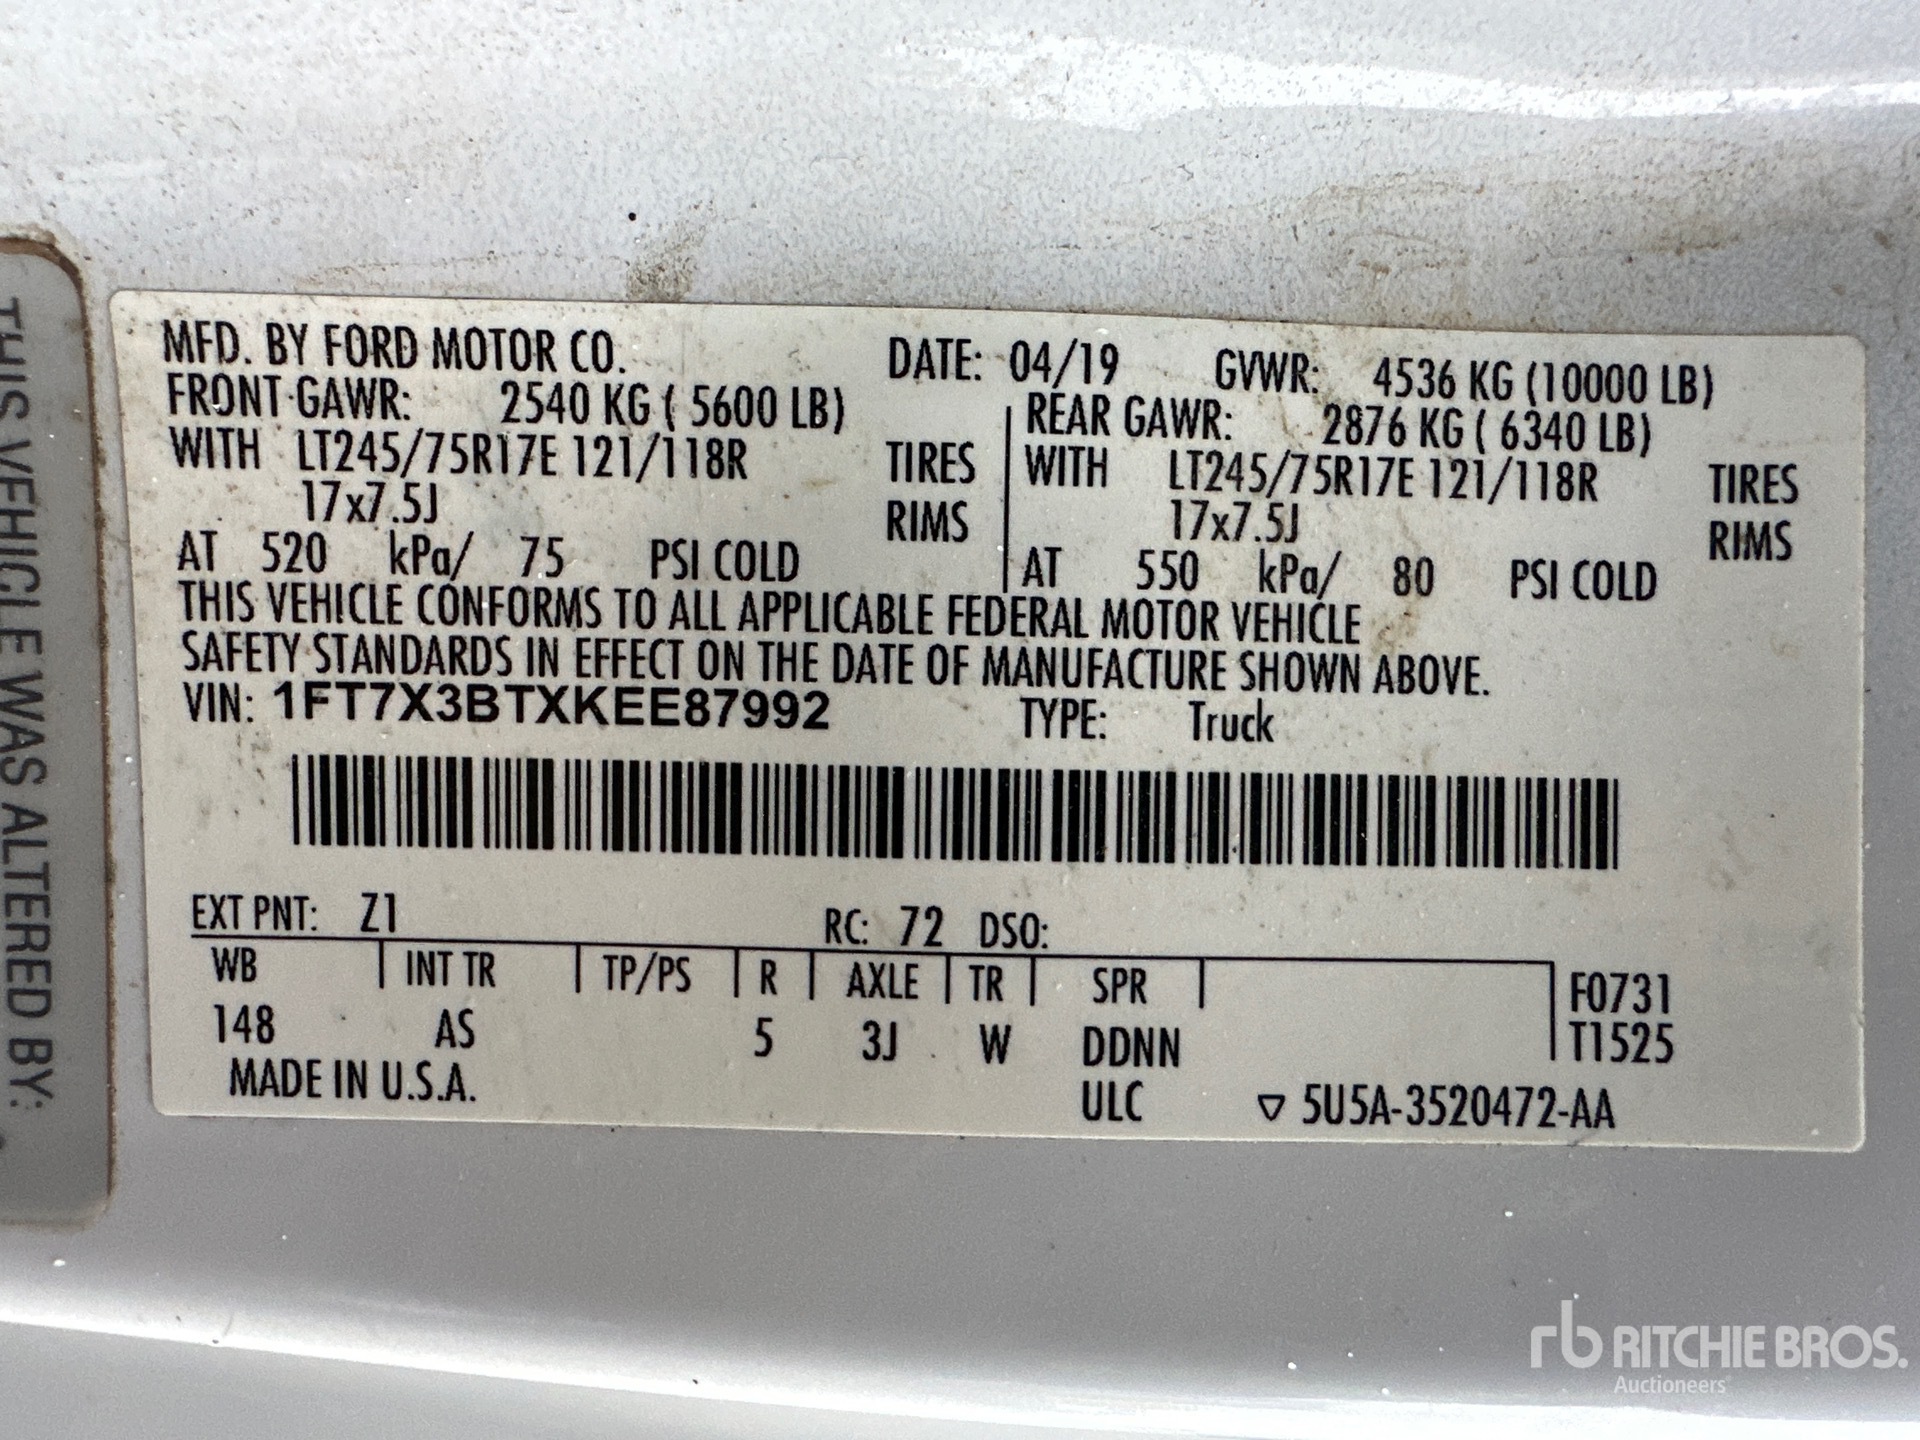 THIS VEHICLE WAS ALTERED BY:
MFD. BY FORD MOTOR CO. DATE: 04/19 GVWR: 4536 KG (10000 LB)
FRONT GAWR: 2540 KG ( 5600 LB) REAR GAWR: 2876 KG ( 6340 LB)
WITH LT245/75R17E 121/118R TIRES WITH LT245/75R17E 121/118R TIRES
17x7.5J RIMS 17x7.5J RIMS
AT 520 kPa/ 75 PSI COLD AT 550 kPa/ 80 PSI COLD
THIS VEHICLE CONFORMS TO ALL APPLICABLE FEDERAL MOTOR VEHICLE
SAFETY STANDARDS IN EFFECT ON THE DATE OF MANUFACTURE SHOWN ABOVE.
VIN: 1FT7X3BTXKEE87992 TYPE: Truck
EXT PNT: Z1 RC: 72 DSO:
WB INT TR TP/PS R AXLE TR SPR F0731
148 AS 5 3J W DDNN T1525
MADE IN U.S.A. ULC ▽ 5U5A-3520472-AA
rb RITCHIE BROS.
Auctioneers